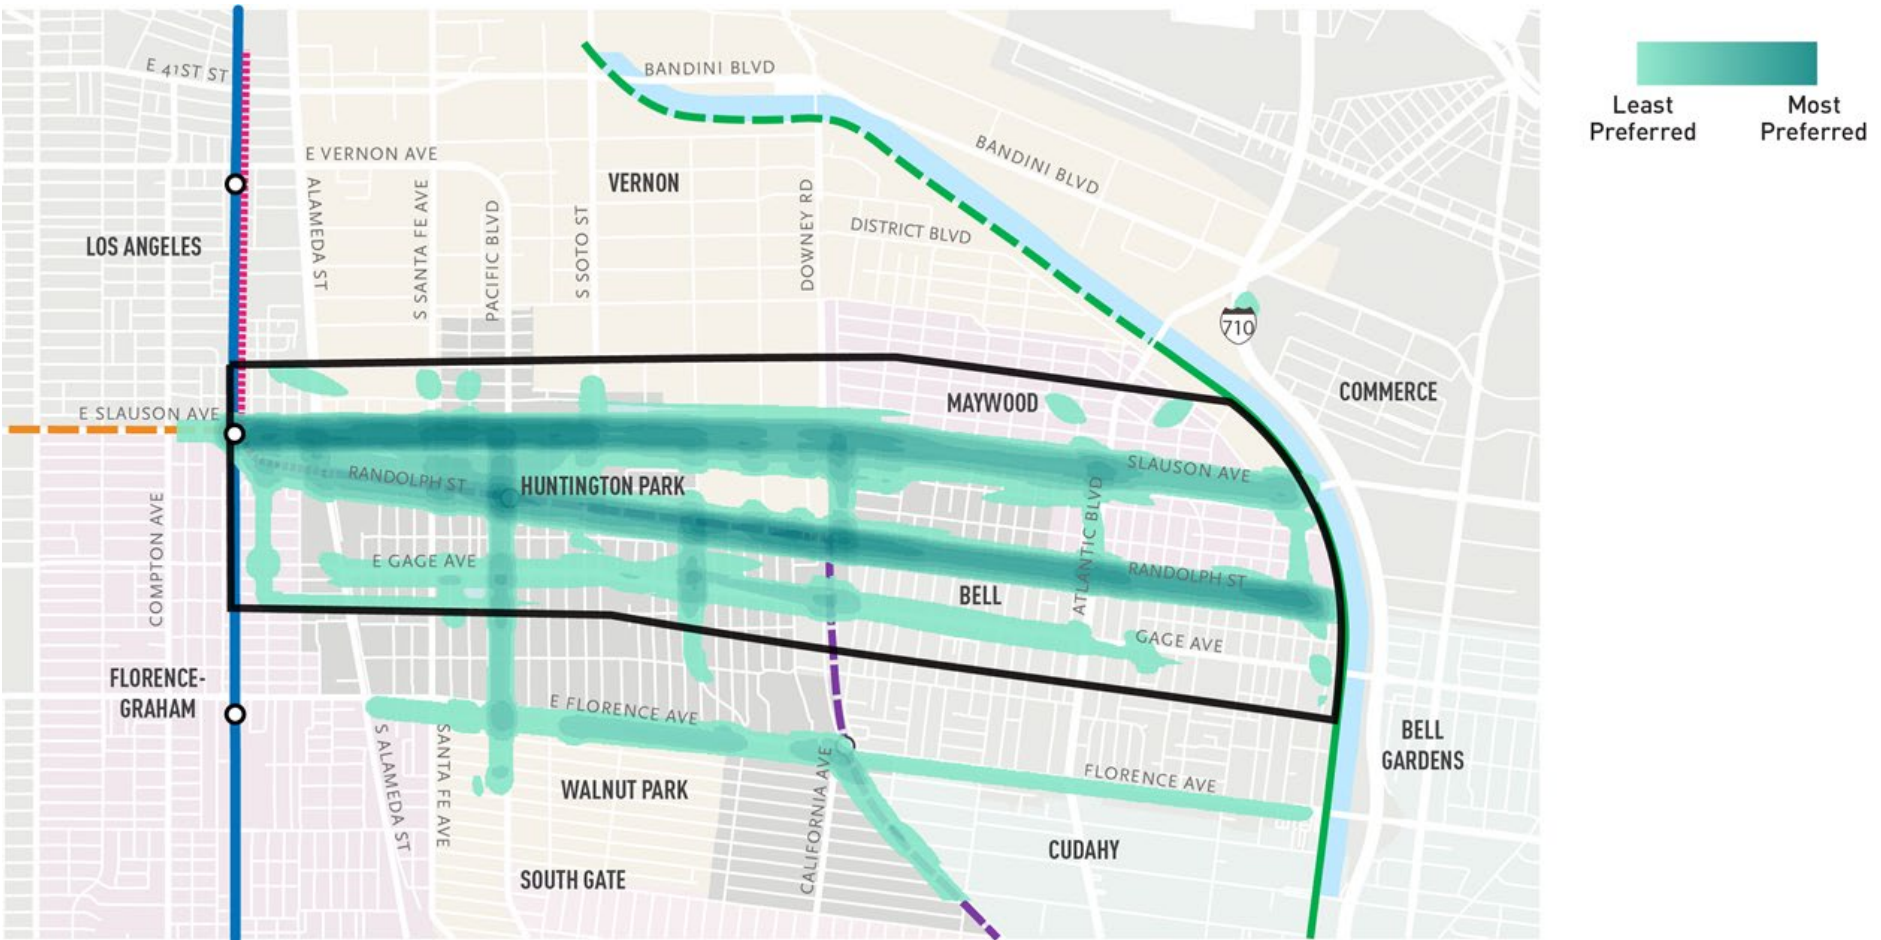 E 41ST ST
BANDINI BLVD
Least
Preferred
Most
Preferred
E VERNON AVE
BANDINI BLVD
VERNON
ALAMEDA ST
S SANTA FE AVE
PACIFIC BLVD
S SOTO ST
DOWNEY RD
DISTRICT BLVD
LOS ANGELES
710
COMMERCE
MAYWOOD
E SLAUSON AVE
SLAUSON AVE
RANDOLPH ST
HUNTINGTON PARK
COMPTON AVE
ATLANTIC BLVD
E GAGE AVE
RANDOLPH ST
BELL
GAGE AVE
FLORENCE-
GRAHAM
E FLORENCE AVE
BELL
GARDENS
S ALAMEDA ST
SANTA FE AVE
WALNUT PARK
CALIFORNIA AVE
FLORENCE AVE
CUDAHY
SOUTH GATE